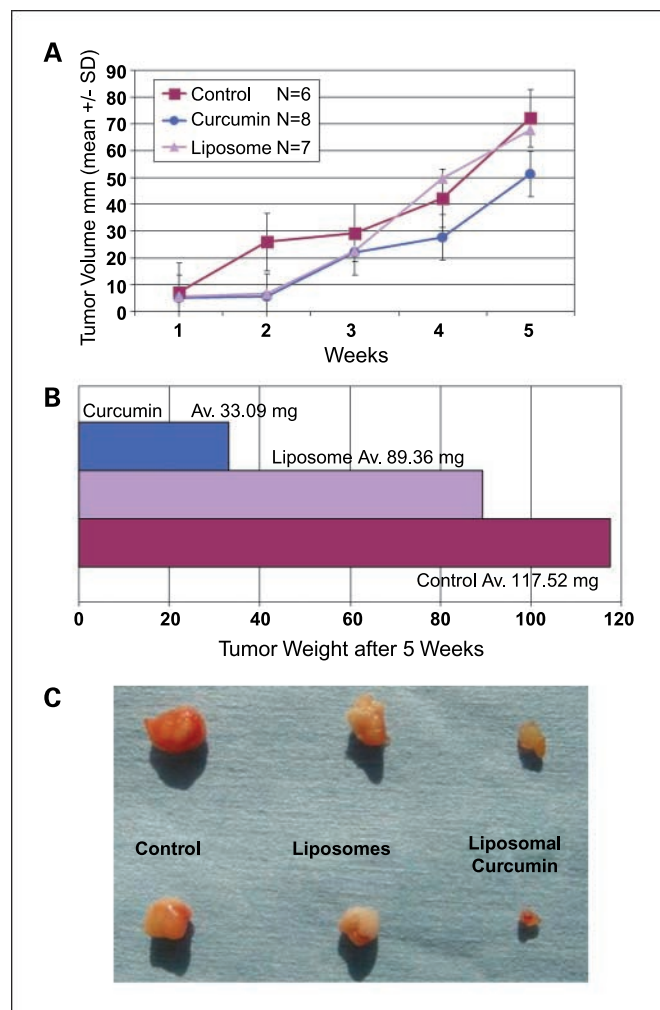 A
Tumor Volume mm (mean +/- SD)
90
80
70
60
50
40
30
20
10
0
Control N=6
Curcumin N=8
Liposome N=7
1 2 3 4 5
Weeks
B
Curcumin Av. 33.09 mg
Liposome Av. 89.36 mg
Control Av. 117.52 mg
0 20 40 60 80 100 120
Tumor Weight after 5 Weeks
C
Control Liposomes Liposomal
Curcumin